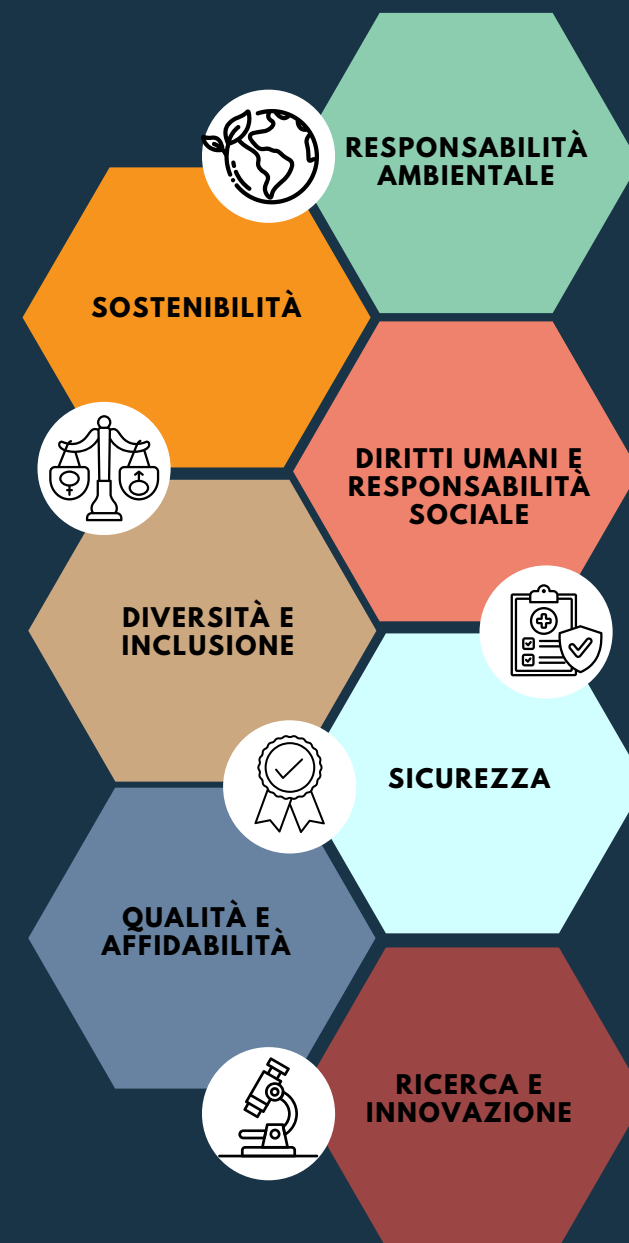 RESPONSABILITÀ
AMBIENTALE
SOSTENIBILITÀ
DIRITTI UMANI E
RESPONSABILITÀ
SOCIALE
DIVERSITÀ E
INCLUSIONE
SICUREZZA
QUALITÀ E
AFFIDABILITÀ
RICERCA E
INNOVAZIONE